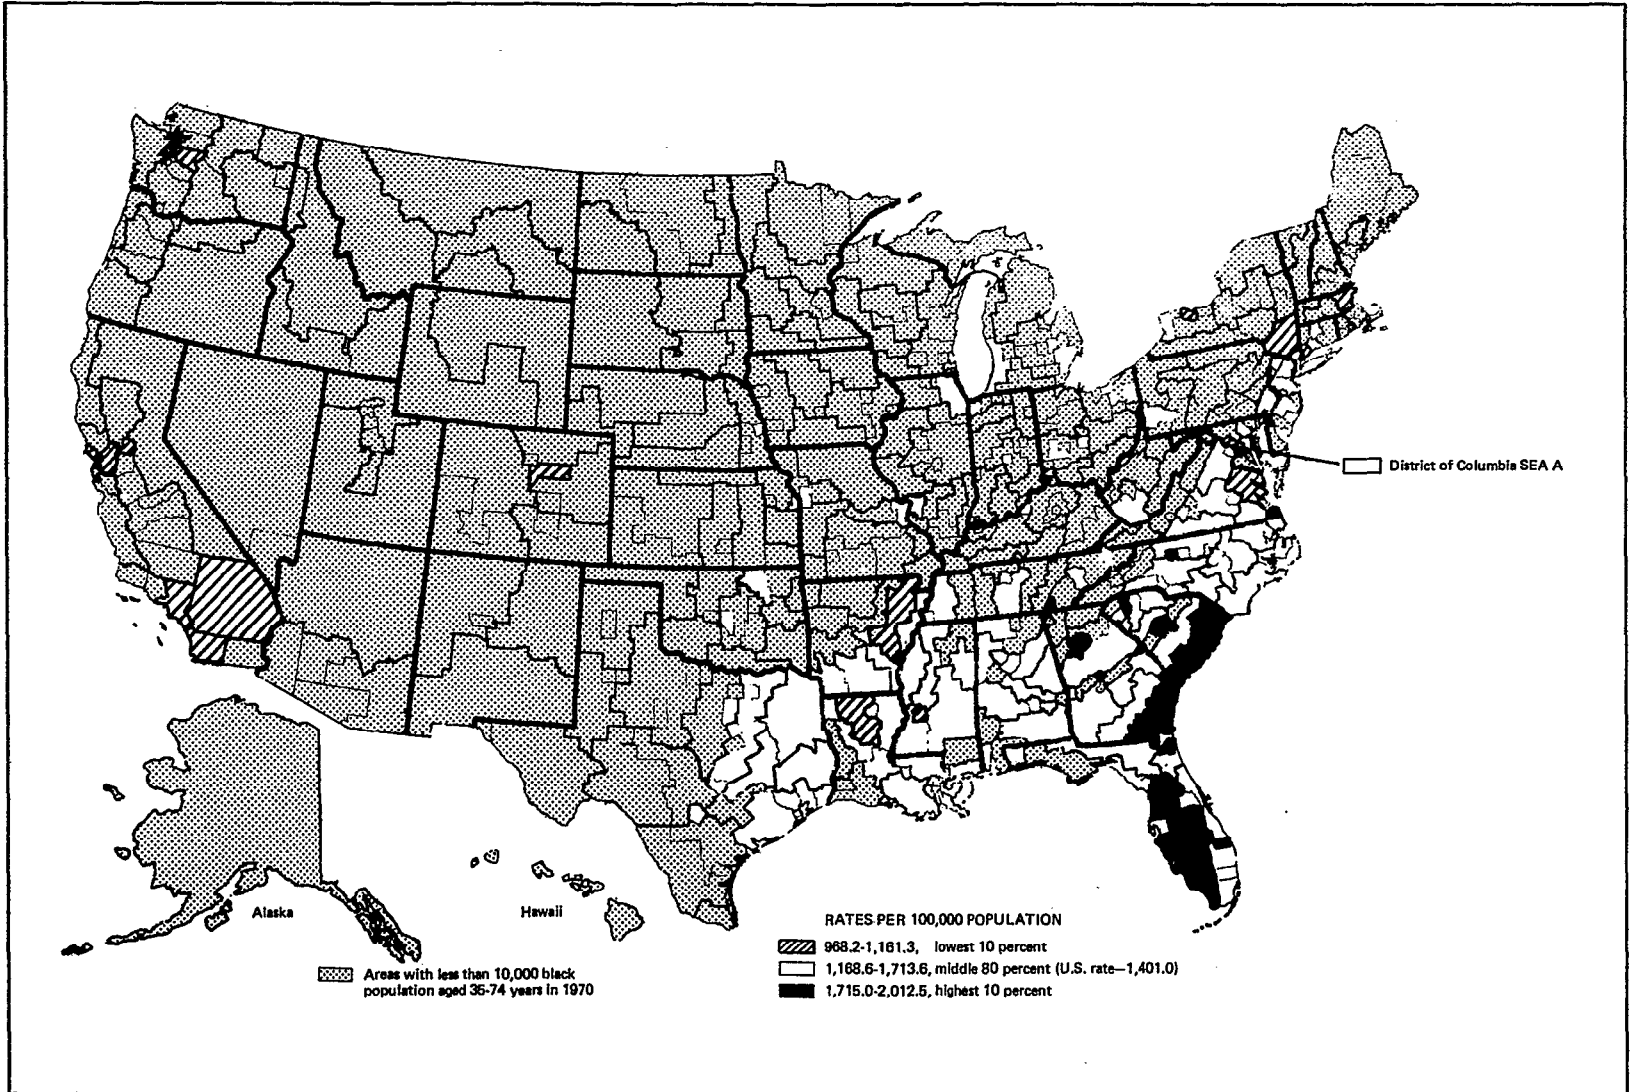 District of Columbia SEA A
Alaska
Hawaii
RATES PER 100,000 POPULATION
968.2-1,161.3, lowest 10 percent
1,168.6-1,713.6, middle 80 percent (U.S. rate—1,401.0)
1,715.0-2,012.5, highest 10 percent
Areas with less than 10,000 black
population aged 35-74 years in 1970